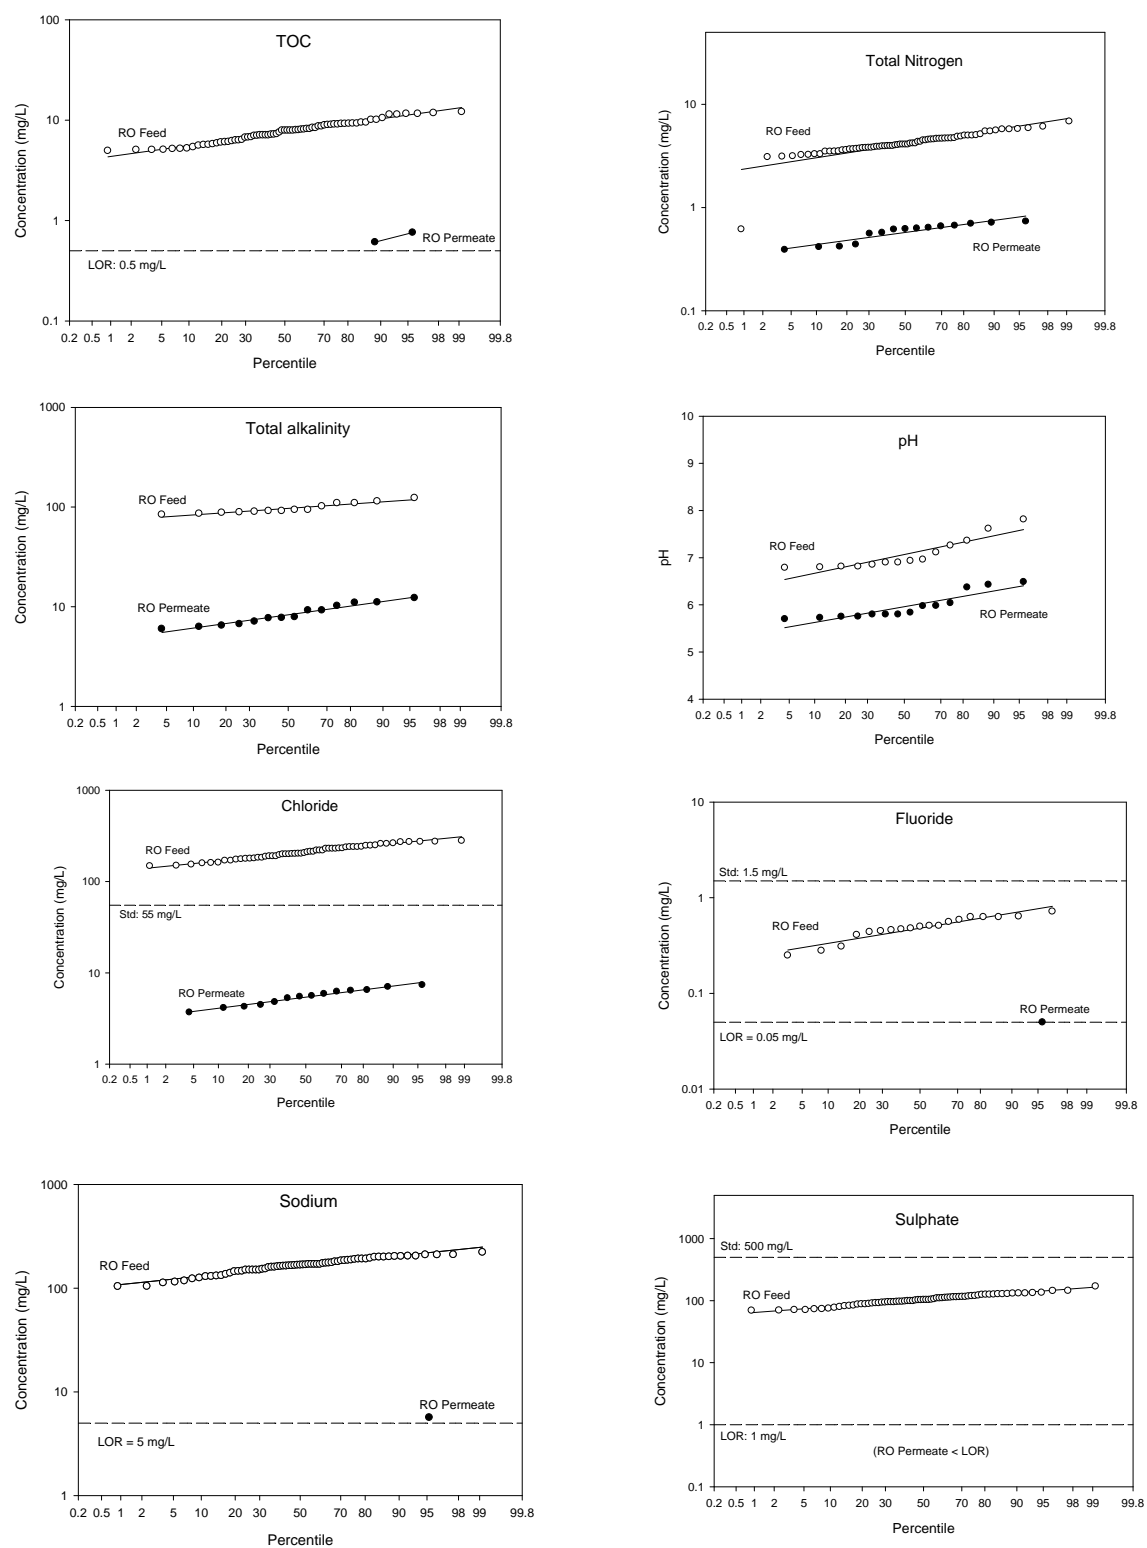 TOC
100
10
1
0.1
Concentration (mg/L)
RO Feed
RO Permeate
LOR: 0.5 mg/L
0.2 0.5 1 2 5 10 20 30 50 70 80 90 95 98 99 99.8
Percentile
Total Nitrogen
10
1
0.1
Concentration (mg/L)
RO Feed
RO Permeate
0.2 0.5 1 2 5 10 20 30 50 70 80 90 95 98 99 99.8
Percentile
Total alkalinity
1000
100
10
1
Concentration (mg/L)
RO Feed
RO Permeate
0.2 0.5 1 2 5 10 20 30 50 70 80 90 95 98 99 99.8
Percentile
pH
10
9
8
7
6
5
4
pH
RO Feed
RO Permeate
0.2 0.5 1 2 5 10 20 30 50 70 80 90 95 98 99 99.8
Percentile
Chloride
1000
100
10
1
Concentration (mg/L)
RO Feed
Std: 55 mg/L
RO Permeate
0.2 0.5 1 2 5 10 20 30 50 70 80 90 95 98 99 99.8
Percentile
Fluoride
10
1
0.1
0.01
Concentration (mg/L)
Std: 1.5 mg/L
RO Feed
RO Permeate
LOR = 0.05 mg/L
0.2 0.5 1 2 5 10 20 30 50 70 80 90 95 98 99 99.8
Percentile
Sodium
1000
100
10
1
Concentration (mg/L)
RO Feed
RO Permeate
LOR = 5 mg/L
0.2 0.5 1 2 5 10 20 30 50 70 80 90 95 98 99 99.8
Percentile
Sulphate
1000
100
10
1
0.1
Concentration (mg/L)
Std: 500 mg/L
RO Feed
LOR: 1 mg/L
(RO Permeate < LOR)
0.2 0.5 1 2 5 10 20 30 50 70 80 90 95 98 99 99.8
Percentile